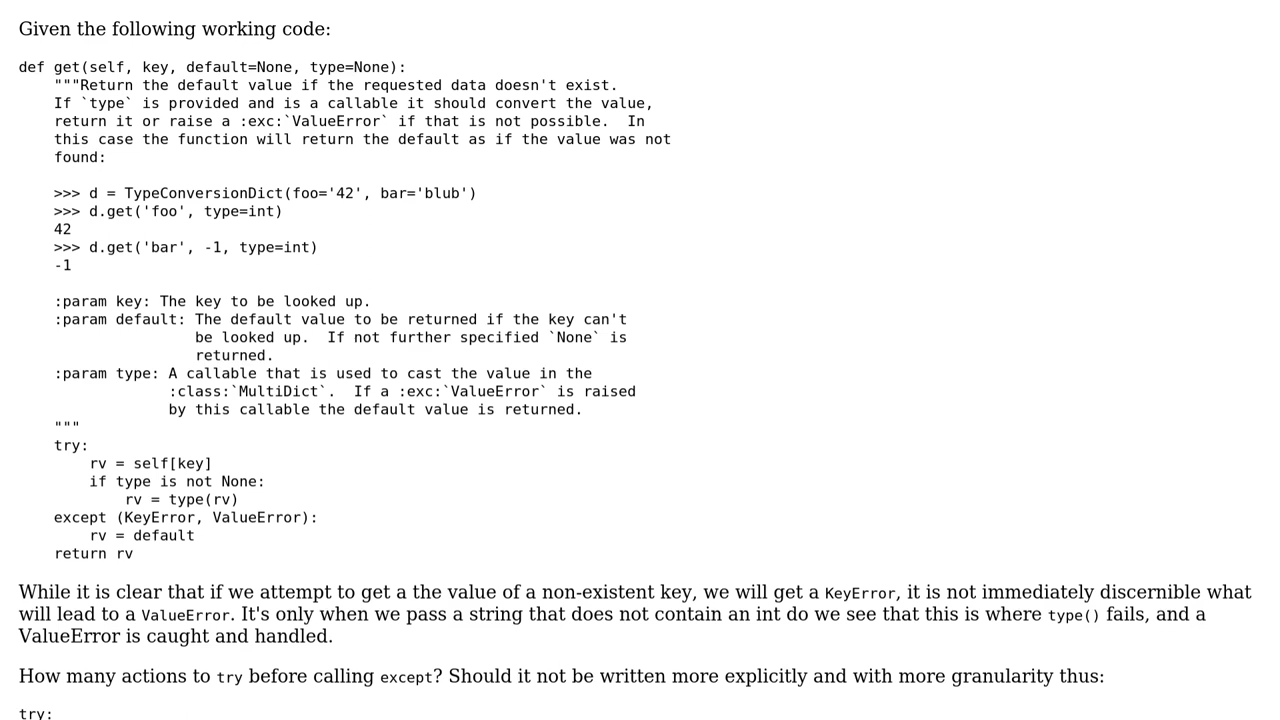 Given the following working code:
def get(self, key, default=None, type=None):
    """Return the default value if the requested data doesn't exist.
    If `type` is provided and is a callable it should convert the value,
    return it or raise a :exc:`ValueError` if that is not possible.  In
    this case the function will return the default as if the value was not
    found:

    >>> d = TypeConversionDict(foo='42', bar='blub')
    >>> d.get('foo', type=int)
    42
    >>> d.get('bar', -1, type=int)
    -1

    :param key: The key to be looked up.
    :param default: The default value to be returned if the key can't
                    be looked up.  If not further specified `None` is
                    returned.
    :param type: A callable that is used to cast the value in the
                 :class:`MultiDict`.  If a :exc:`ValueError` is raised
                 by this callable the default value is returned.
    """
    try:
        rv = self[key]
        if type is not None:
            rv = type(rv)
    except (KeyError, ValueError):
        rv = default
    return rv
While it is clear that if we attempt to get a the value of a non-existent key, we will get a KeyError, it is not immediately discernible what
will lead to a ValueError. It's only when we pass a string that does not contain an int do we see that this is where type() fails, and a
ValueError is caught and handled.
How many actions to try before calling except? Should it not be written more explicitly and with more granularity thus:
try: